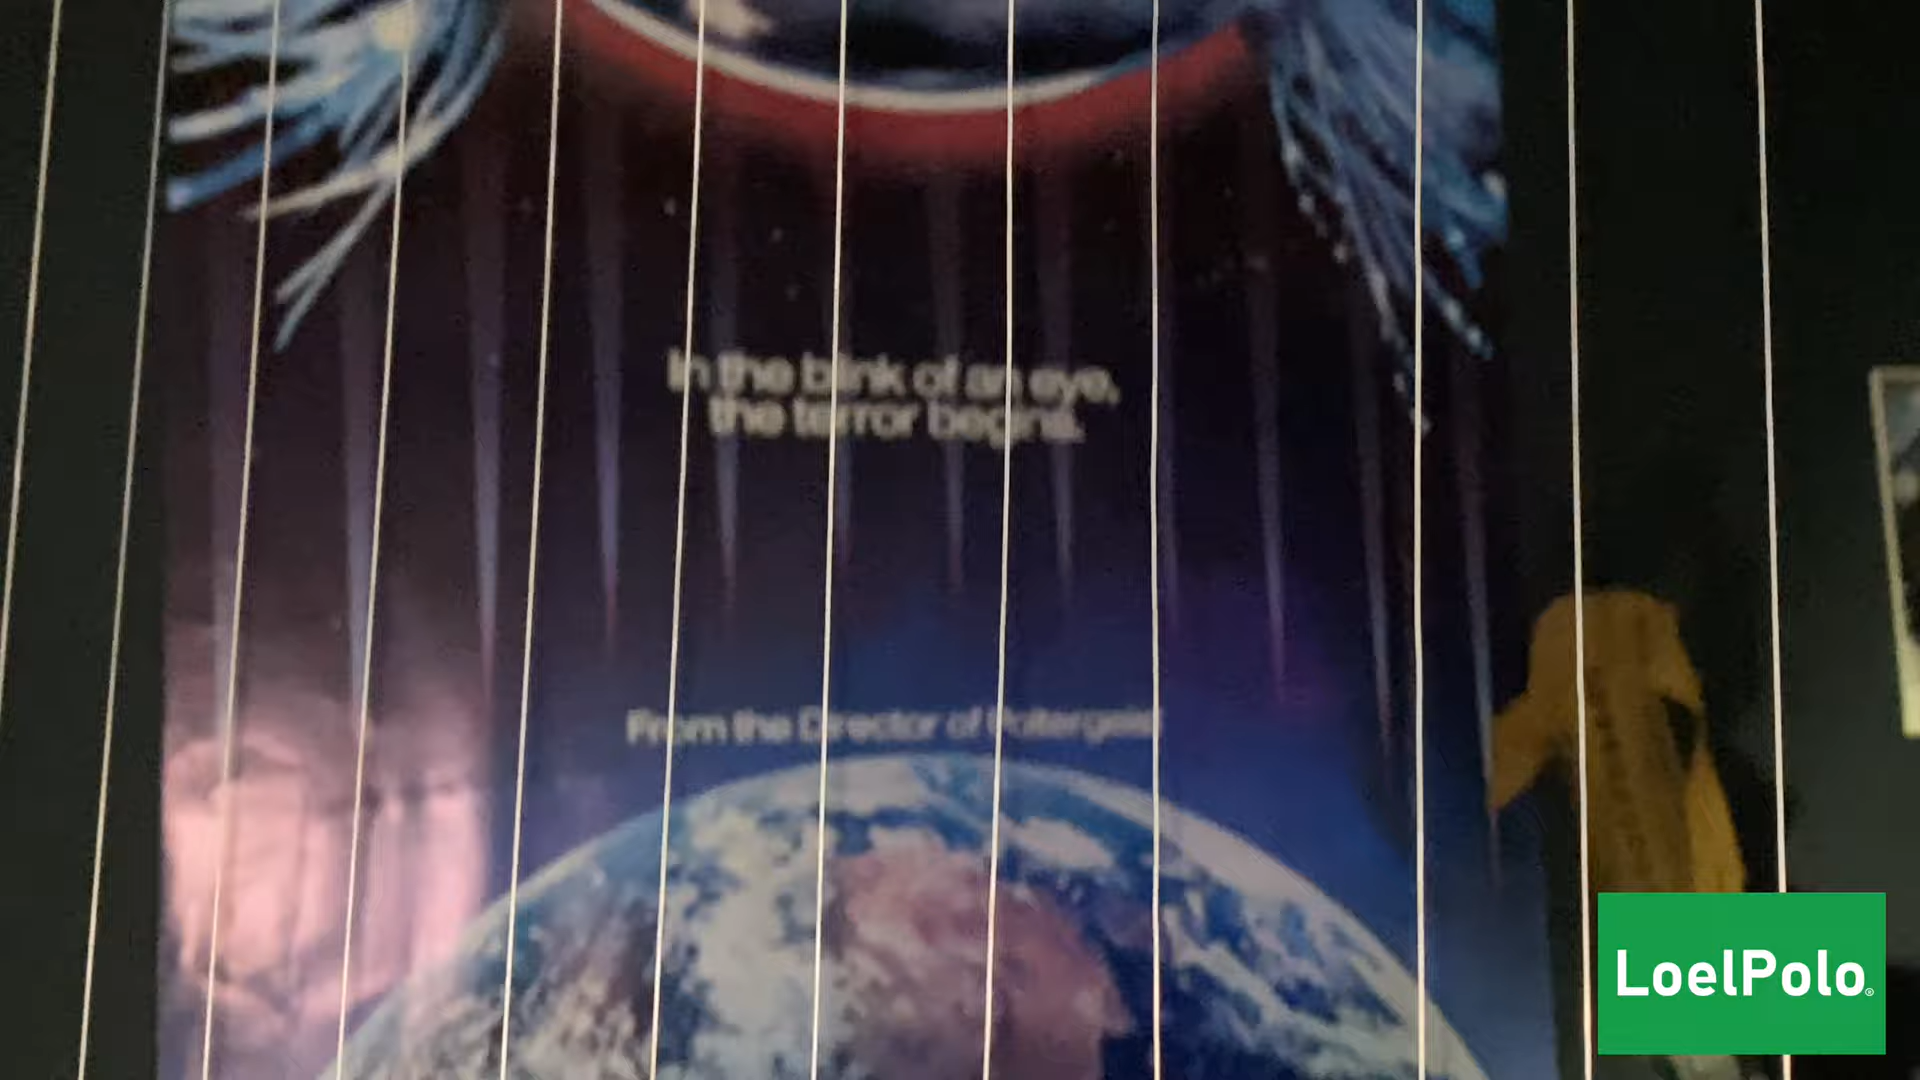 In the blink of an eye,
the terror begins.
From the Director of Poltergeist
LoelPolo®